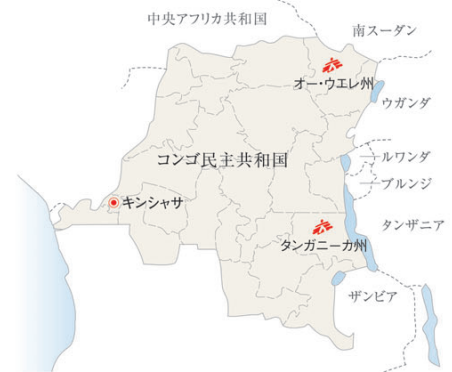 中央アフリカ共和国
南スーダン
オー・ウエレ州
ウガンダ
コンゴ民主共和国
ルワンダ
ブルンジ
キンシャサ
タンザニア
タンガニーカ州
ザンビア